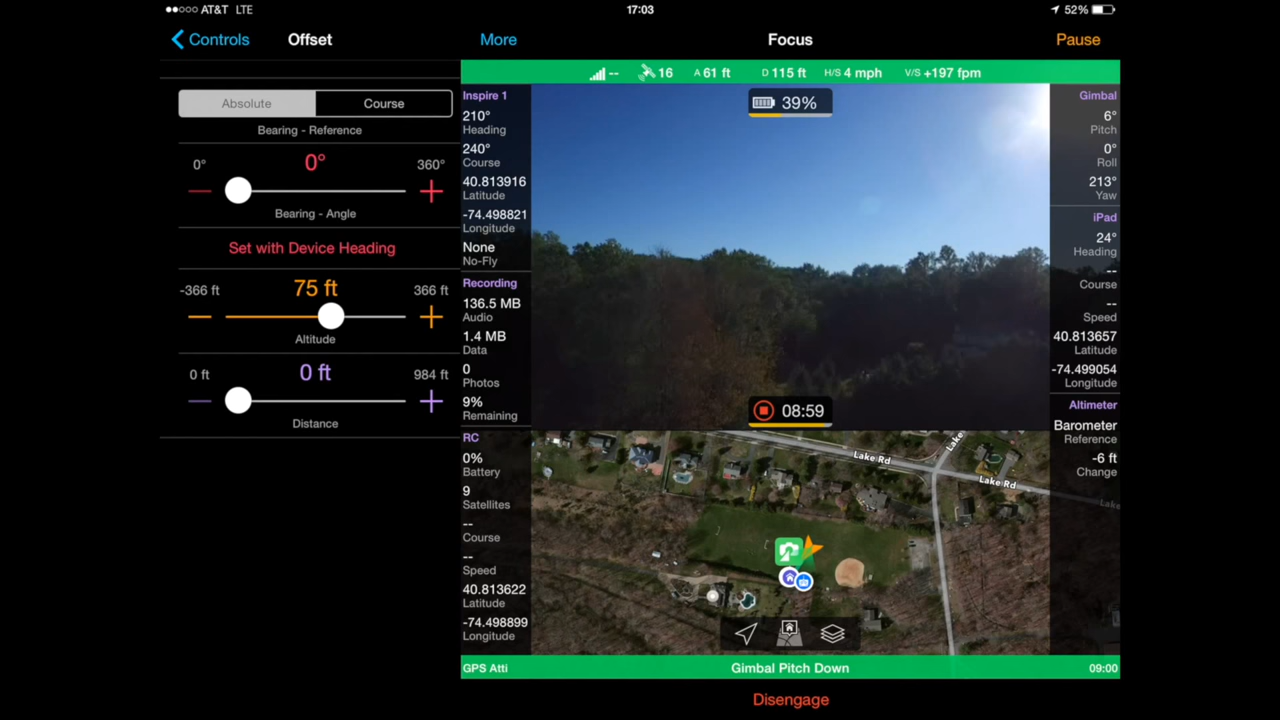 AT&T LTE
17:03
52%
Controls
Offset
More
Focus
Pause
-- 16 A 61 ft D 115 ft H/S 4 mph V/S +197 fpm
Absolute
Course
Bearing - Reference
0°
0°
360°
Bearing - Angle
Set with Device Heading
-366 ft
75 ft
366 ft
Altitude
0 ft
0 ft
984 ft
Distance
Inspire 1
210°
Heading
240°
Course
40.813916
Latitude
-74.498821
Longitude
None
No-Fly
Recording
136.5 MB
Audio
1.4 MB
Data
0
Photos
9%
Remaining
RC
0%
Battery
9
Satellites
--
Course
--
Speed
40.813622
Latitude
-74.498899
Longitude
39%
08:59
Lake Rd
Lake
Lake Rd
Lake
Gimbal
6°
Pitch
0°
Roll
213°
Yaw
iPad
24°
Heading
--
Course
--
Speed
40.813657
Latitude
-74.499054
Longitude
Altimeter
Barometer
Reference
-6 ft
Change
GPS Atti
Gimbal Pitch Down
09:00
Disengage